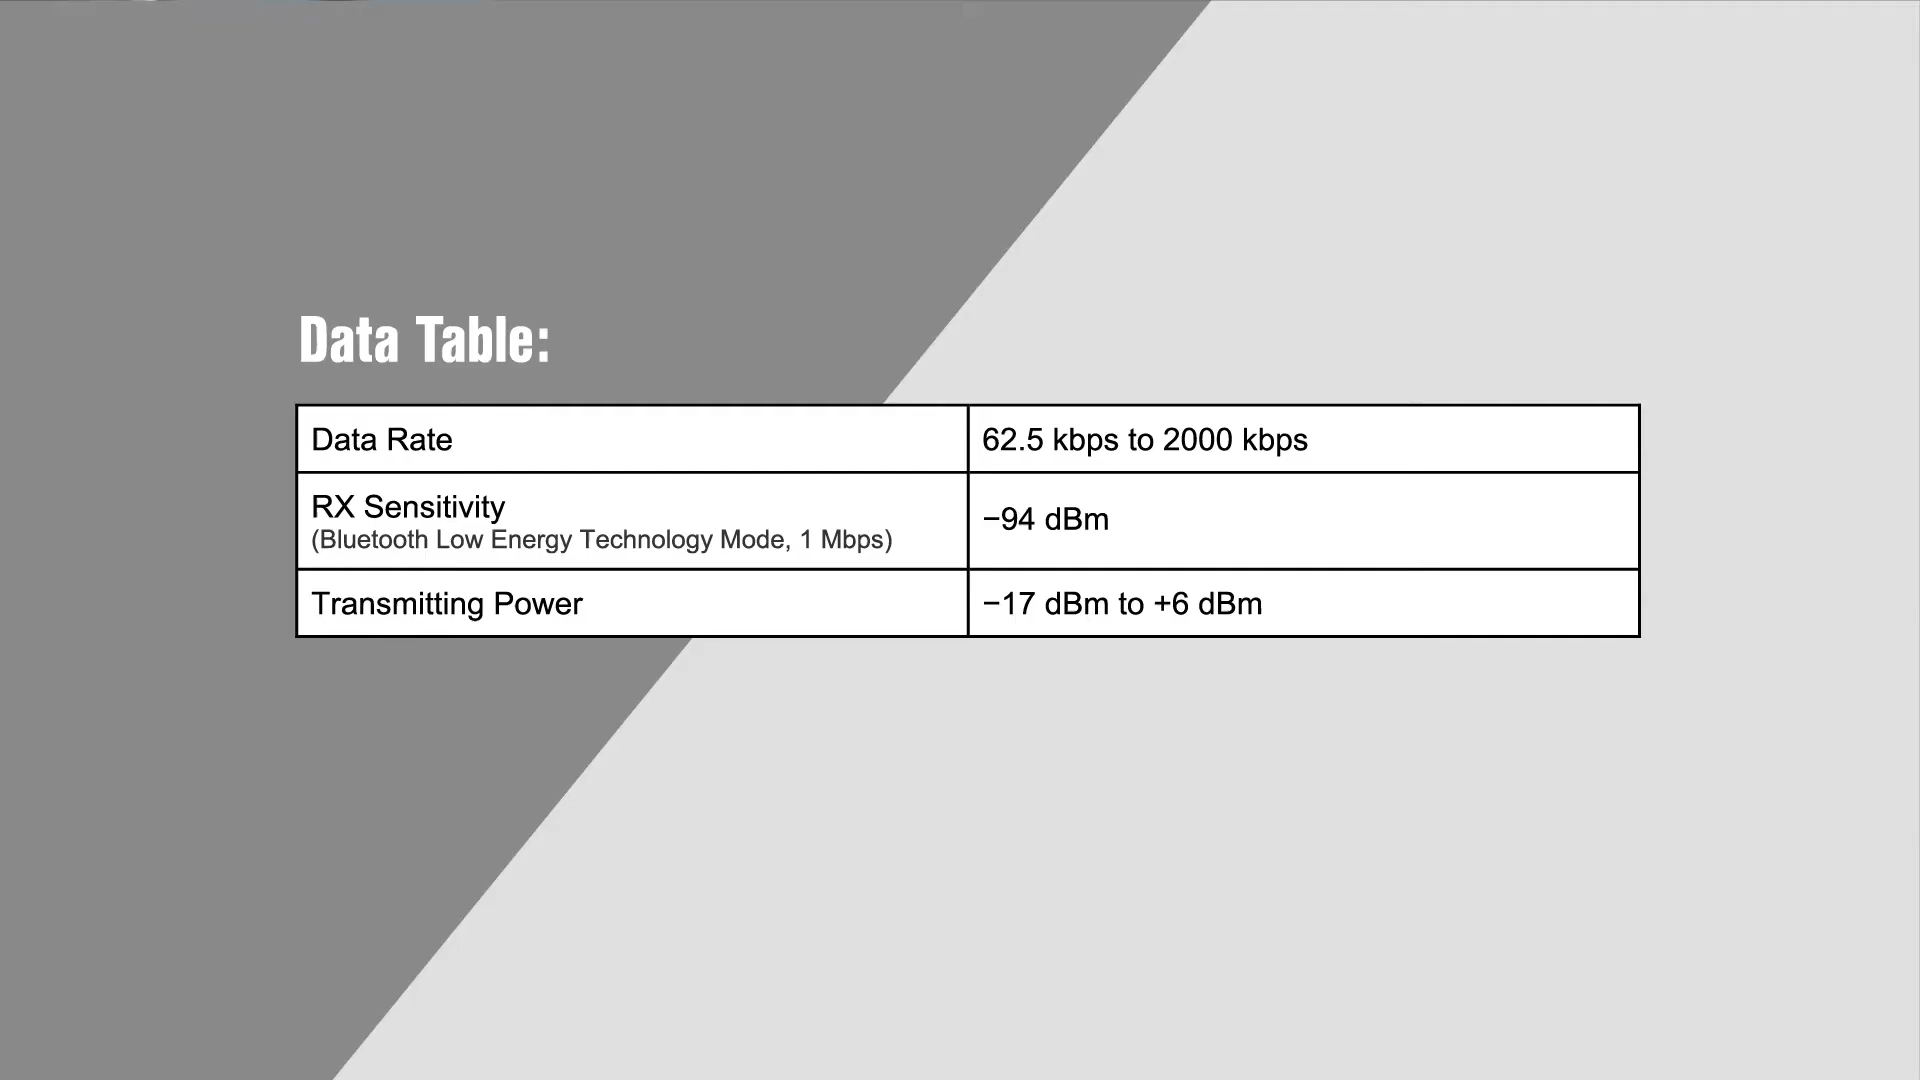 Data Table:
Data Rate
62.5 kbps to 2000 kbps
RX Sensitivity
(Bluetooth Low Energy Technology Mode, 1 Mbps)
−94 dBm
Transmitting Power
−17 dBm to +6 dBm